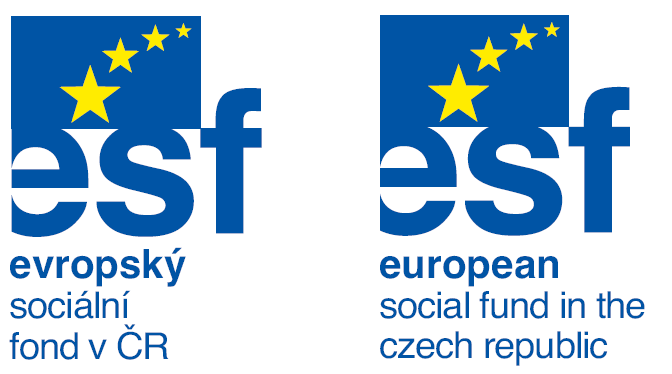 esf
evropský
sociální
fond v ČR
esf
european
social fund in the
czech republic